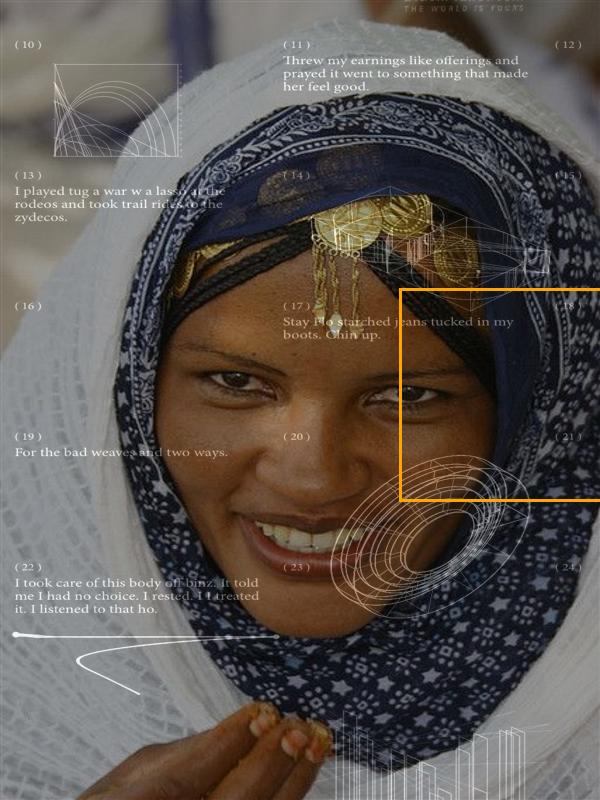 THE WORLD IS YOURS
( 10 )
( 11 )
Threw my earnings like offerings and
prayed it went to something that made
her feel good.
( 12 )
( 13 )
I played tug a war w a lasso at the
rodeos and took trail rides to the
zydecos.
( 14 )
( 15 )
( 16 )
( 17 )
Stay Flo starched jeans tucked in my
boots. Chin up.
( 18 )
( 19 )
For the bad weaves and two ways.
( 20 )
( 21 )
( 22 )
I took care of this body off binz. It told
me I had no choice. I rested. I I treated
it. I listened to that ho.
( 23 )
( 24 )